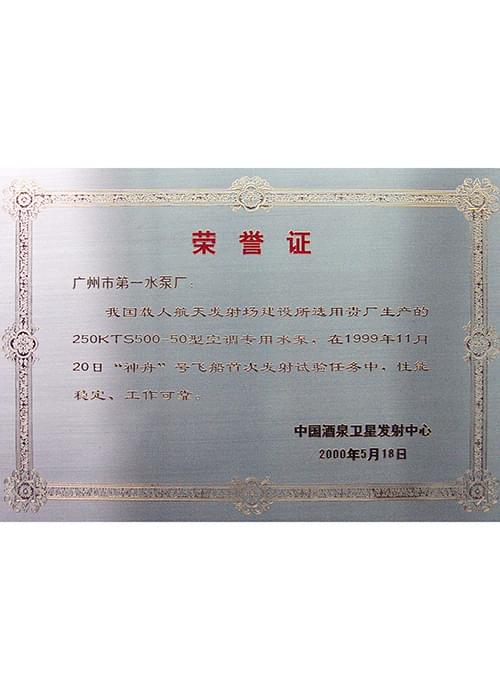 荣誉证
广州市第一水泵厂：
我国载人航天发射场建设所选用贵厂生产的
250KTS500-50型空调专用水泵，在1999年11月
20日“神舟”号飞船首次发射试验任务中，性能
稳定、工作可靠。
中国酒泉卫星发射中心
2000年5月18日